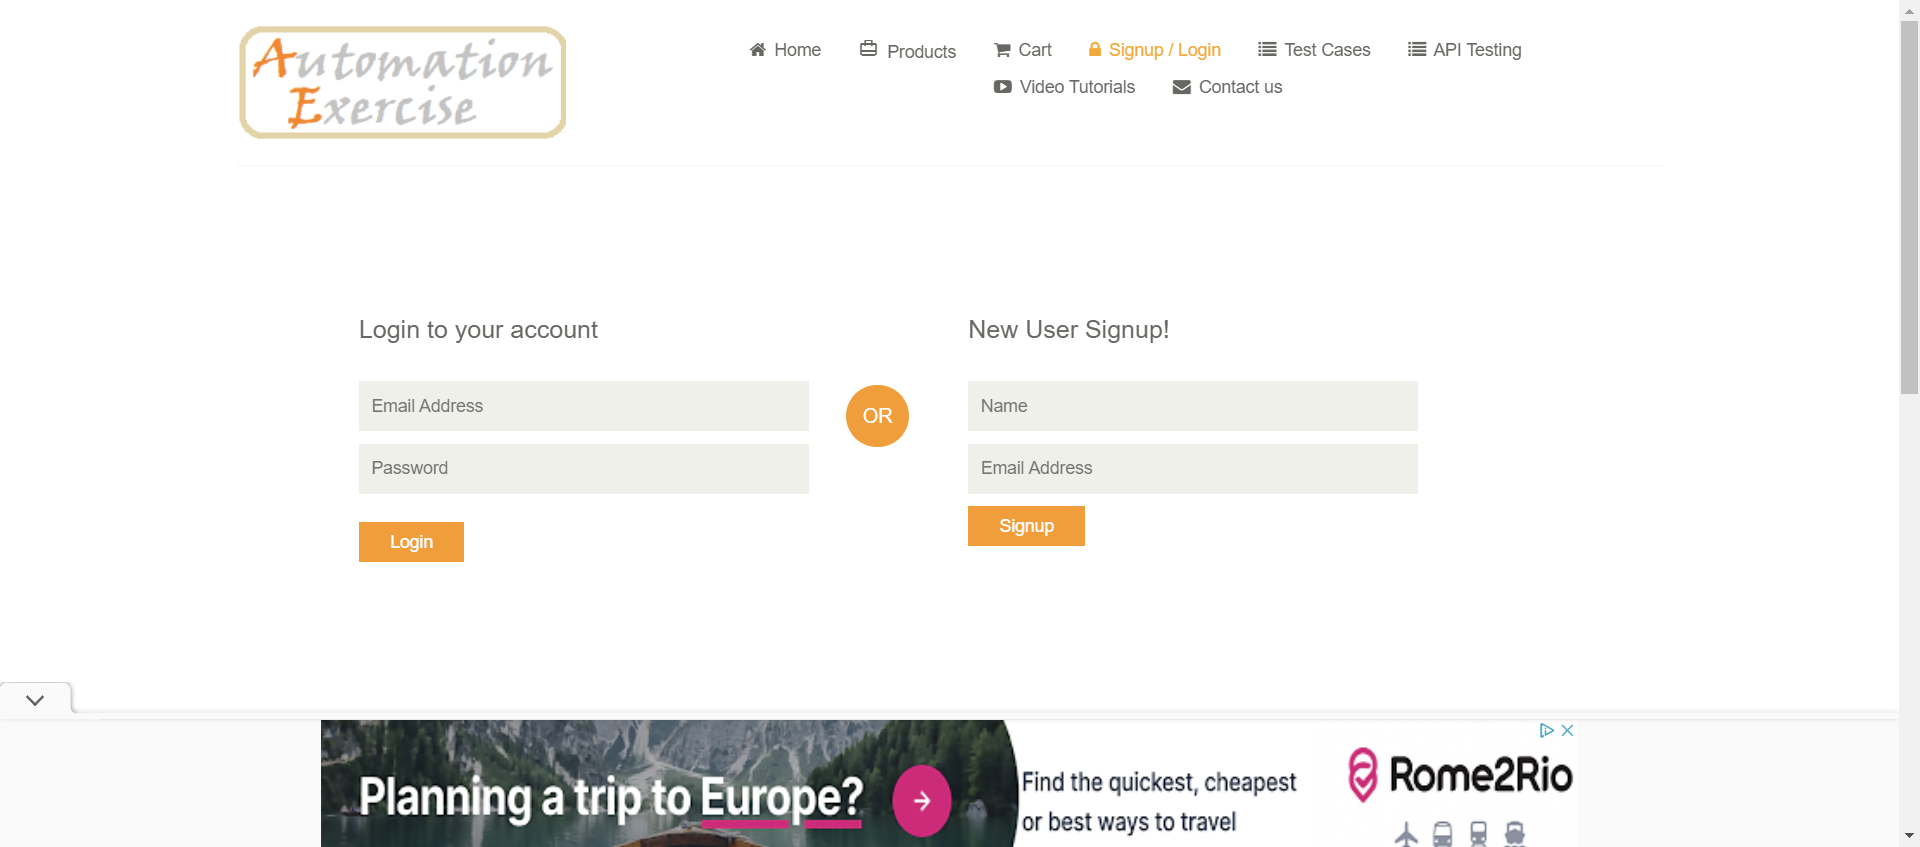 Automation
Exercise
Home
Products
Cart
Signup / Login
Test Cases
API Testing
Video Tutorials
Contact us
Login to your account
Email Address
Password
Login
OR
New User Signup!
Name
Email Address
Signup
Planning a trip to Europe?
Find the quickest, cheapest
or best ways to travel
Rome2Rio